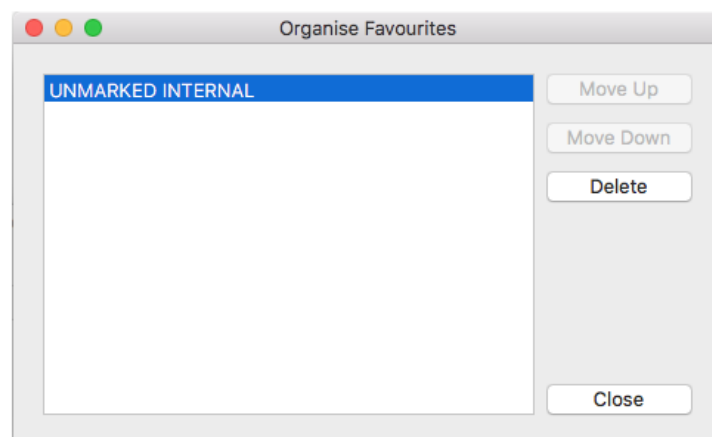 Organise Favourites
UNMARKED INTERNAL
Move Up
Move Down
Delete
Close